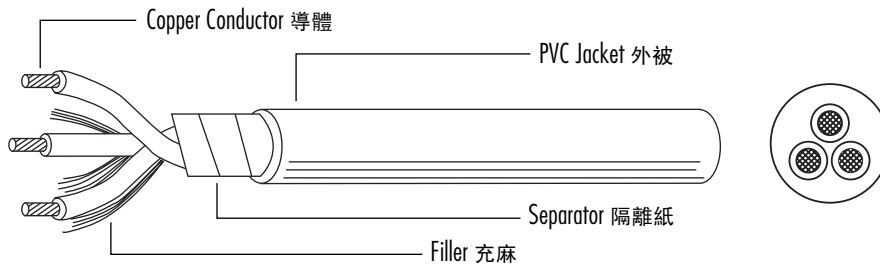 Copper Conductor 導體
PVC Jacket 外被
Separator 隔離紙
Filler 充麻